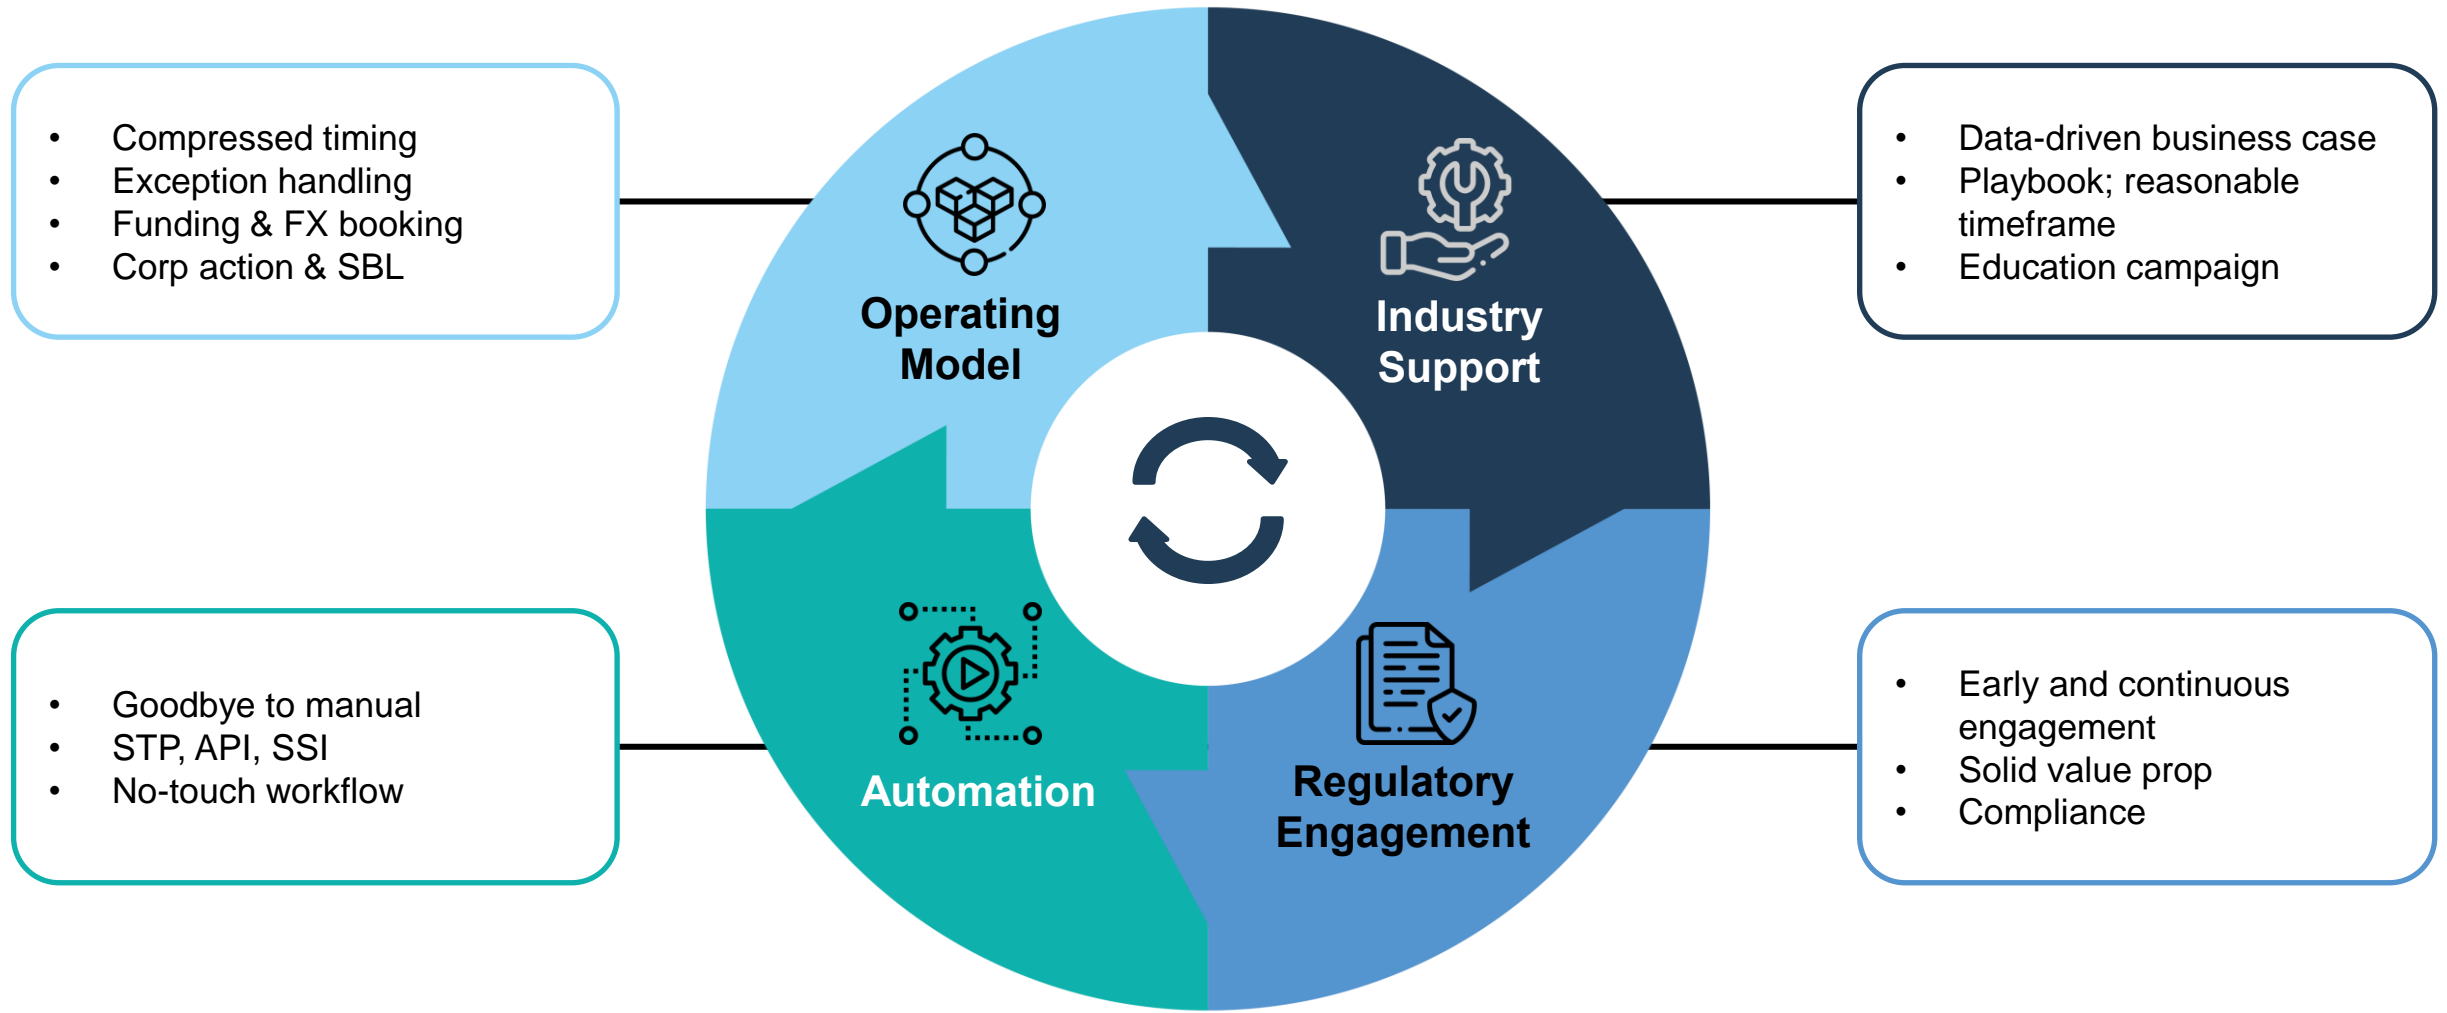 • Compressed timing
• Exception handling
• Funding & FX booking
• Corp action & SBL
Operating
Model
Industry
Support
• Data-driven business case
• Playbook; reasonable
timeframe
• Education campaign
• Goodbye to manual
• STP, API, SSI
• No-touch workflow
Automation
Regulatory
Engagement
• Early and continuous
engagement
• Solid value prop
• Compliance